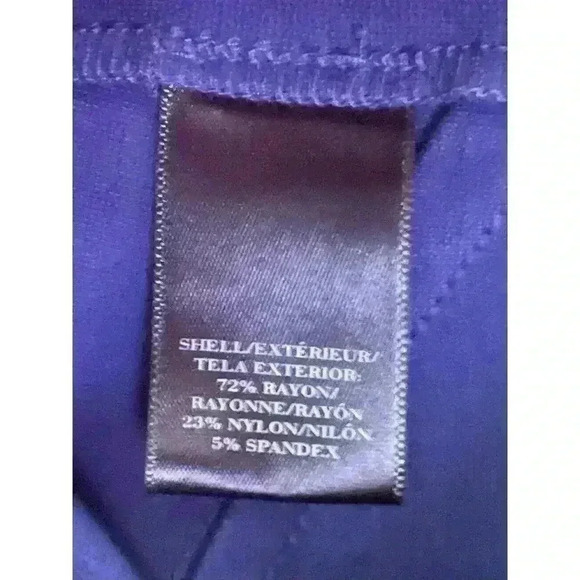 SHELL/EXTÉRIEUR/
TELA EXTERIOR:
72% RAYON/
RAYONNE/RAYÓN
23% NYLON/NILÓN
5% SPANDEX